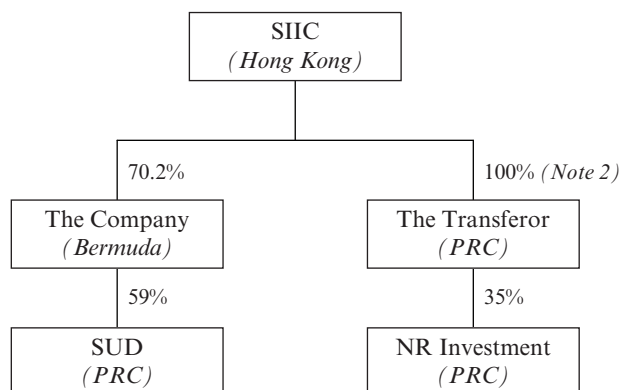 SIIC
(Hong Kong)
70.2%
100% (Note 2)
The Company
(Bermuda)
The Transferor
(PRC)
59%
35%
SUD
(PRC)
NR Investment
(PRC)